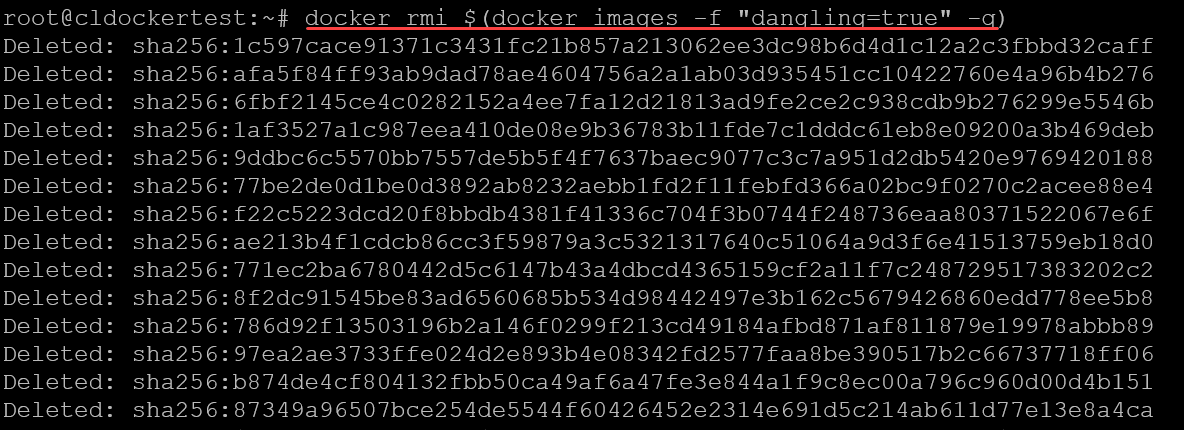 root@cldockertest:~# docker rmi $(docker images -f "dangling=true" -q)
Deleted: sha256:1c597cace91371c3431fc21b857a213062ee3dc98b6d4d1c12a2c3fbbd32caff
Deleted: sha256:afa5f84ff93ab9dad78ae4604756a2a1ab03d935451cc10422760e4a96b4b276
Deleted: sha256:6fbf2145ce4c0282152a4ee7fa12d21813ad9fe2ce2c938cdb9b276299e5546b
Deleted: sha256:1af3527a1c987eea410de08e9b36783b11fde7c1dddc61eb8e09200a3b469deb
Deleted: sha256:9ddbc6c5570bb7557de5b5f4f7637baec9077c3c7a951d2db5420e9769420188
Deleted: sha256:77be2de0d1be0d3892ab8232aebb1fd2f11febfd366a02bc9f0270c2acee88e4
Deleted: sha256:f22c5223dcd20f8bbdb4381f41336c704f3b0744f248736eaa80371522067e6f
Deleted: sha256:ae213b4f1cdcb86cc3f59879a3c5321317640c51064a9d3f6e41513759eb18d0
Deleted: sha256:771ec2ba6780442d5c6147b43a4dbcd4365159cf2a11f7c248729517383202c2
Deleted: sha256:8f2dc91545be83ad6560685b534d98442497e3b162c5679426860edd778ee5b8
Deleted: sha256:786d92f13503196b2a146f0299f213cd49184afbd871af811879e19978abbb89
Deleted: sha256:97ea2ae3733ffe024d2e893b4e08342fd2577faa8be390517b2c66737718ff06
Deleted: sha256:b874de4cf804132fbb50ca49af6a47fe3e844a1f9c8ec00a796c960d00d4b151
Deleted: sha256:87349a96507bce254de5544f60426452e2314e691d5c214ab611d77e13e8a4ca